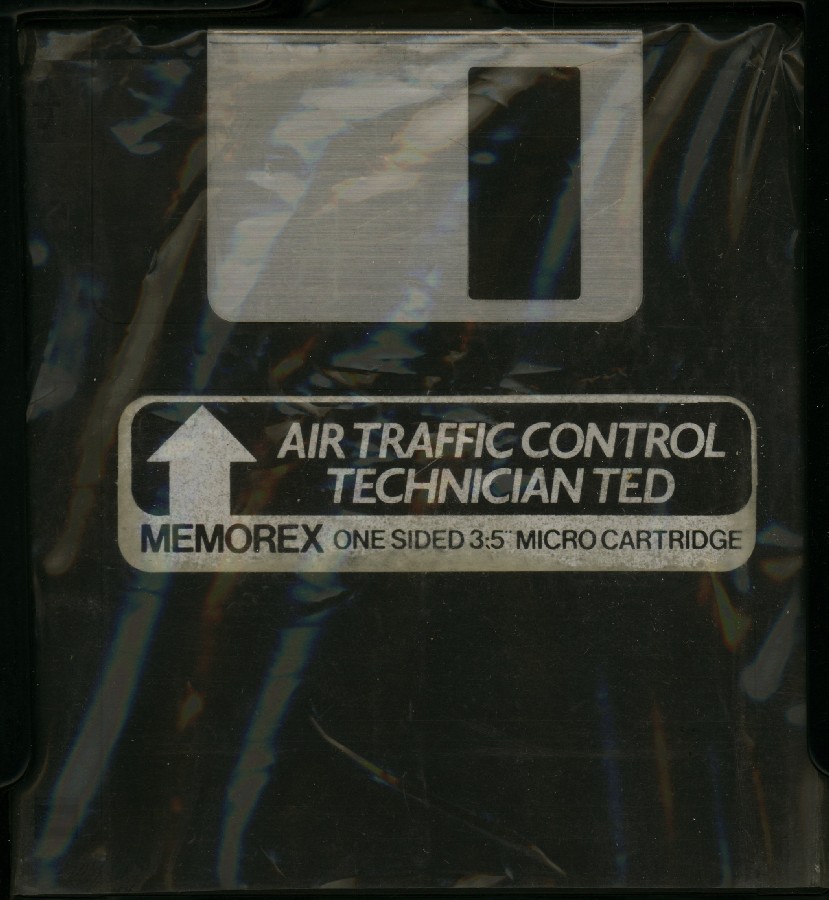 AIR TRAFFIC CONTROL
TECHNICIAN TED
MEMOREX ONE SIDED 3.5" MICRO CARTRIDGE